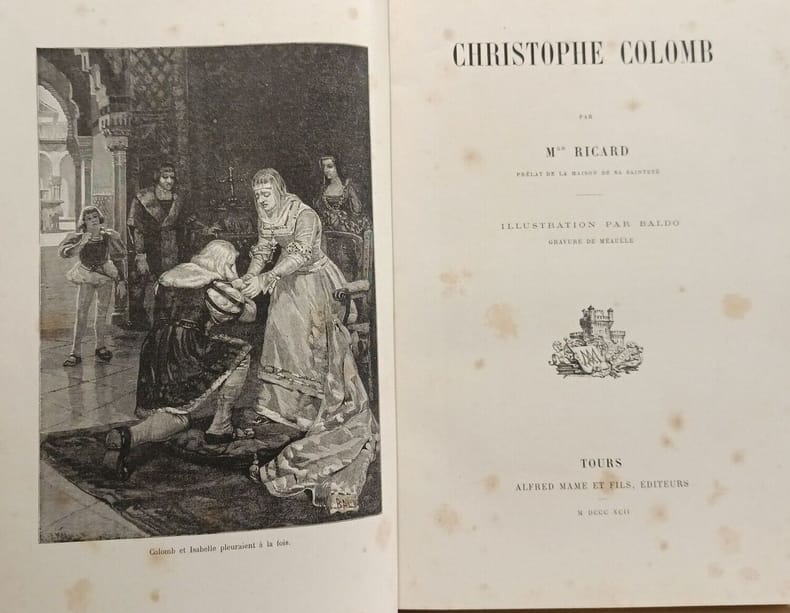 Colomb et Isabelle pleuraient à la fois.
CHRISTOPHE COLOMB
PAR
Mgr RICARD
PRÉLAT DE LA MAISON DE SA SAINTETÉ
ILLUSTRATION PAR BALDO
GRAVURE DE MÉAULLE
TOURS
ALFRED MAME ET FILS, ÉDITEURS
M DCCC XCII